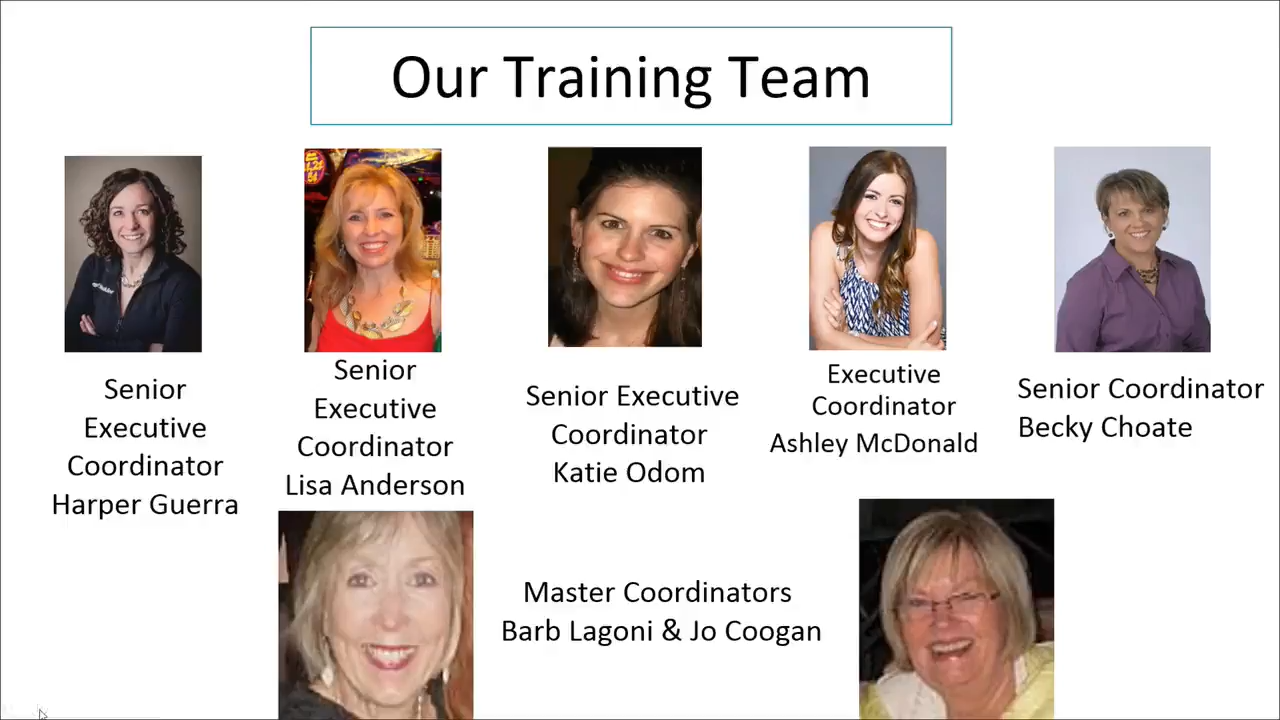 Our Training Team
Senior
Executive
Coordinator
Harper Guerra
Senior
Executive
Coordinator
Lisa Anderson
Senior Executive
Coordinator
Katie Odom
Executive
Coordinator
Ashley McDonald
Senior Coordinator
Becky Choate
Master Coordinators
Barb Lagoni & Jo Coogan